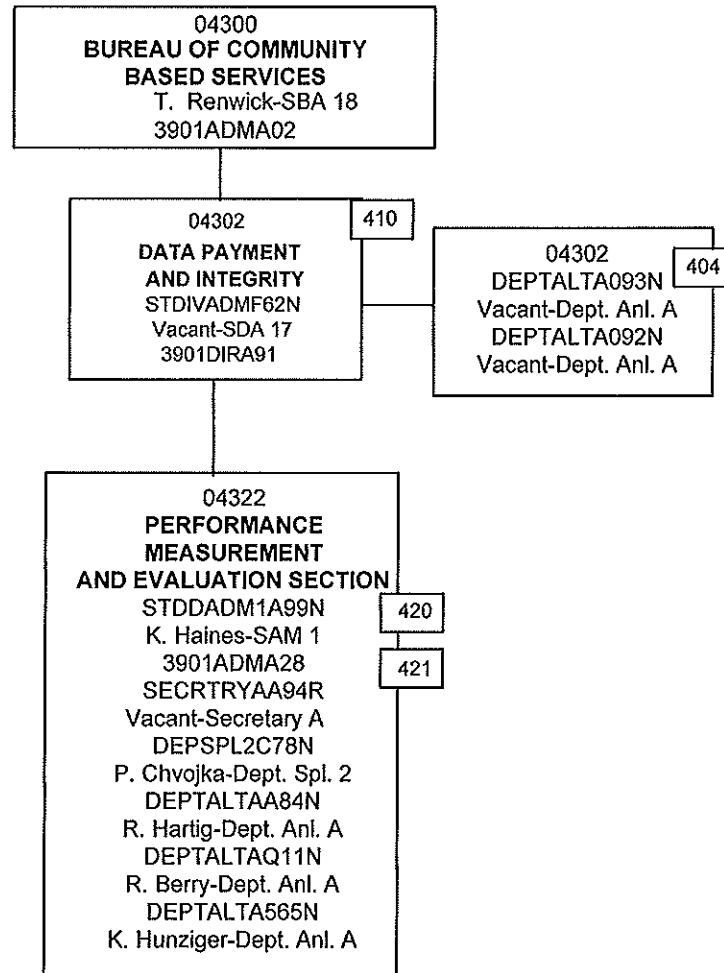 04300
BUREAU OF COMMUNITY
BASED SERVICES
T. Renwick-SBA 18
3901ADMA02
04302
410
DATA PAYMENT
AND INTEGRITY
STDIVADMF62N
Vacant-SDA 17
3901DIRA91
04302
404
DEPTALTA093N
Vacant-Dept. Anl. A
DEPTALTA092N
Vacant-Dept. Anl. A
04322
PERFORMANCE
MEASUREMENT
AND EVALUATION SECTION
STDDADM1A99N
420
K. Haines-SAM 1
3901ADMA28
421
SECRTRYAA94R
Vacant-Secretary A
DEPSPL2C78N
P. Chvojka-Dept. Spl. 2
DEPTALTAA84N
R. Hartig-Dept. Anl. A
DEPTALTAQ11N
R. Berry-Dept. Anl. A
DEPTALTA565N
K. Hunziger-Dept. Anl. A